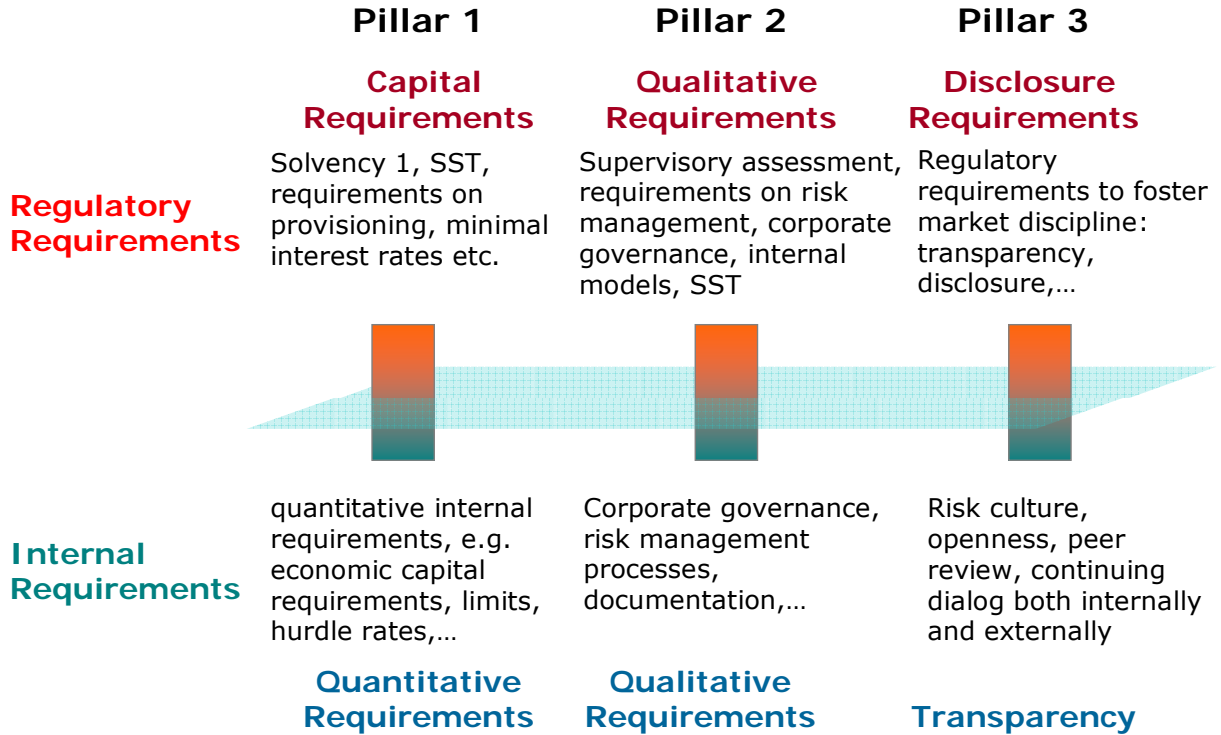 Pillar 1
Pillar 2
Pillar 3
Capital
Requirements
Qualitative
Requirements
Disclosure
Requirements
Regulatory
Requirements
Solvency 1, SST,
requirements on
provisioning, minimal
interest rates etc.
Supervisory assessment,
requirements on risk
management, corporate
governance, internal
models, SST
Regulatory
requirements to foster
market discipline:
transparency,
disclosure,…
Internal
Requirements
quantitative internal
requirements, e.g.
economic capital
requirements, limits,
hurdle rates,…
Corporate governance,
risk management
processes,
documentation,…
Risk culture,
openness, peer
review, continuing
dialog both internally
and externally
Quantitative
Requirements
Qualitative
Requirements
Transparency